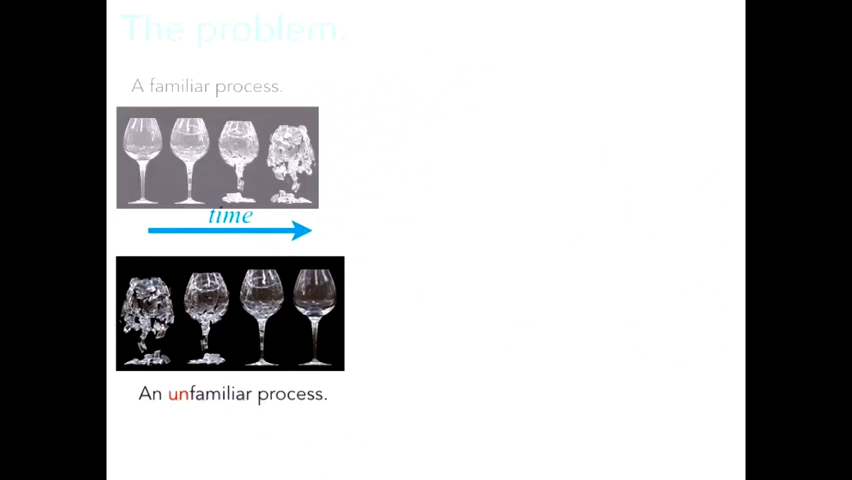 The problem.
A familiar process.
time
An unfamiliar process.